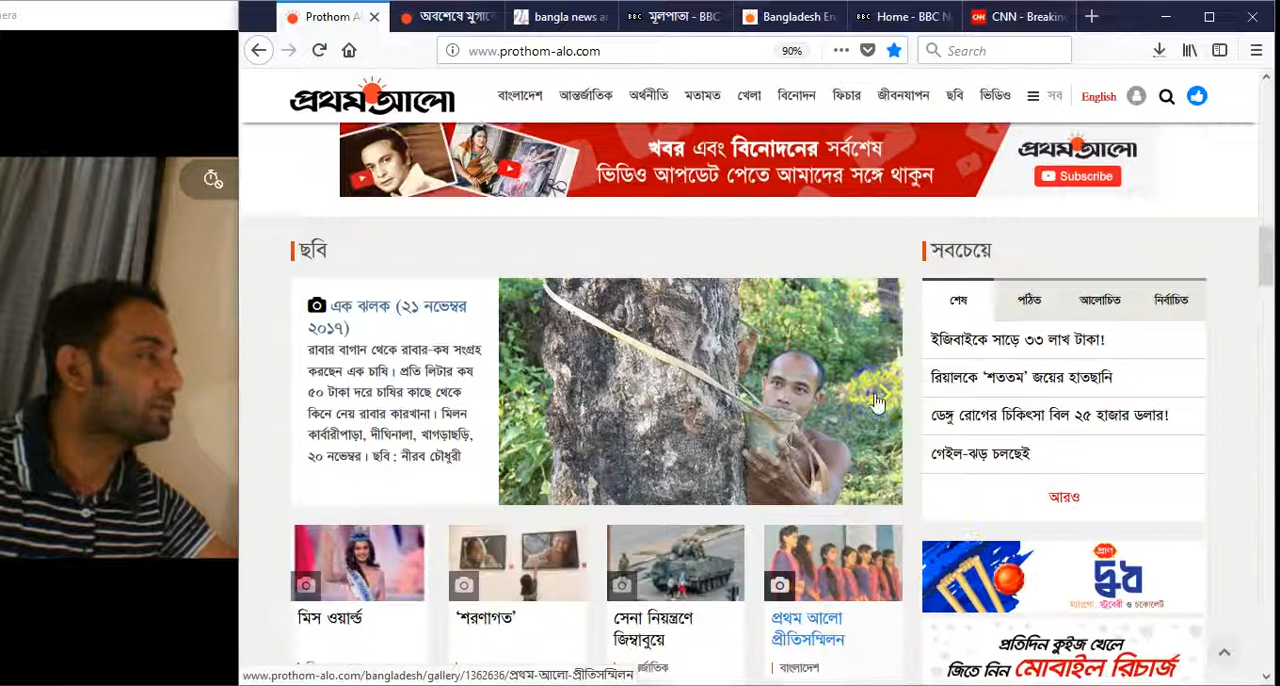 era
Prothom Al
অবশেষে মুগাবে
bangla news an
মূলপাতা - BBC
Bangladesh En
Home - BBC N
CNN - Breakin
www.prothom-alo.com
90%
Search
প্রথম আলো
বাংলাদেশ
আন্তর্জাতিক
অর্থনীতি
মতামত
খেলা
বিনোদন
ফিচার
জীবনযাপন
ছবি
ভিডিও
সব
English
খবর এবং বিনোদনের সর্বশেষ
ভিডিও আপডেট পেতে আমাদের সঙ্গে থাকুন
প্রথম আলো
Subscribe
ছবি
এক ঝলক (২১ নভেম্বর
২০১৭)
রাবার বাগান থেকে রাবার-কষ সংগ্রহ
করছেন এক চাষি। প্রতি লিটার কষ
৫০ টাকা দরে চাষির কাছে থেকে
কিনে নেয় রাবার কারখানা। মিলন
কার্বারীপাড়া, দীঘিনালা, খাগড়াছড়ি,
২০ নভেম্বর। ছবি : নীরব চৌধুরী
সবচেয়ে
শেষ
পঠিত
আলোচিত
নির্বাচিত
ইজিবাইকে সাড়ে ৩৩ লাখ টাকা!
রিয়ালকে ‘শততম’ জয়ের হাতছানি
ডেঙ্গু রোগের চিকিৎসা বিল ২৫ হাজার ডলার!
গেইল-ঝড় চলছেই
আরও
মিস ওয়ার্ল্ড
‘শরণাগত’
সেনা নিয়ন্ত্রণে
জিম্বাবুয়ে
প্রথম আলো
প্রীতিসম্মিলন
র্জাতিক
বাংলাদেশ
প্রাণ
দুধ
ম্যাংগো, স্ট্রবেরী ও চকোলেট
প্রতিদিন কুইজ খেলে
জিতে নিন মোবাইল রিচার্জ
www.prothom-alo.com/bangladesh/gallery/1362636/প্রথম-আলো-প্রীতিসম্মিলন